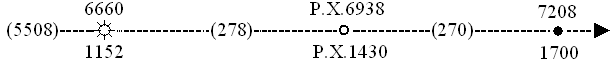 6660 P.X.6938 7208
(5508) (278) (270)
1152 P.X.1430 1700